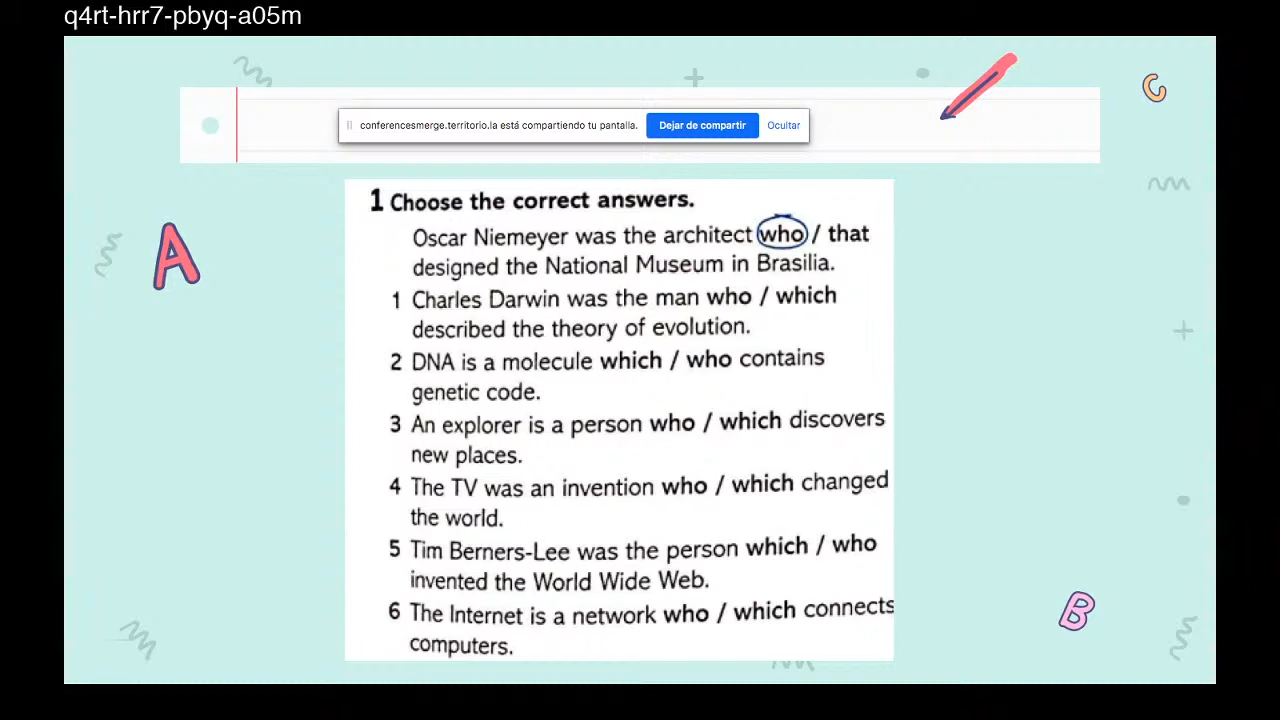 q4rt-hrr7-pbyq-a05m
C
conferencesmerge.territorio.la está compartiendo tu pantalla. Dejar de compartir Ocultar
A
1 Choose the correct answers.
Oscar Niemeyer was the architect who / that
designed the National Museum in Brasilia.
1 Charles Darwin was the man who / which
described the theory of evolution.
2 DNA is a molecule which / who contains
genetic code.
3 An explorer is a person who / which discovers
new places.
4 The TV was an invention who / which changed
the world.
5 Tim Berners-Lee was the person which / who
invented the World Wide Web.
6 The Internet is a network who / which connects
computers.
B